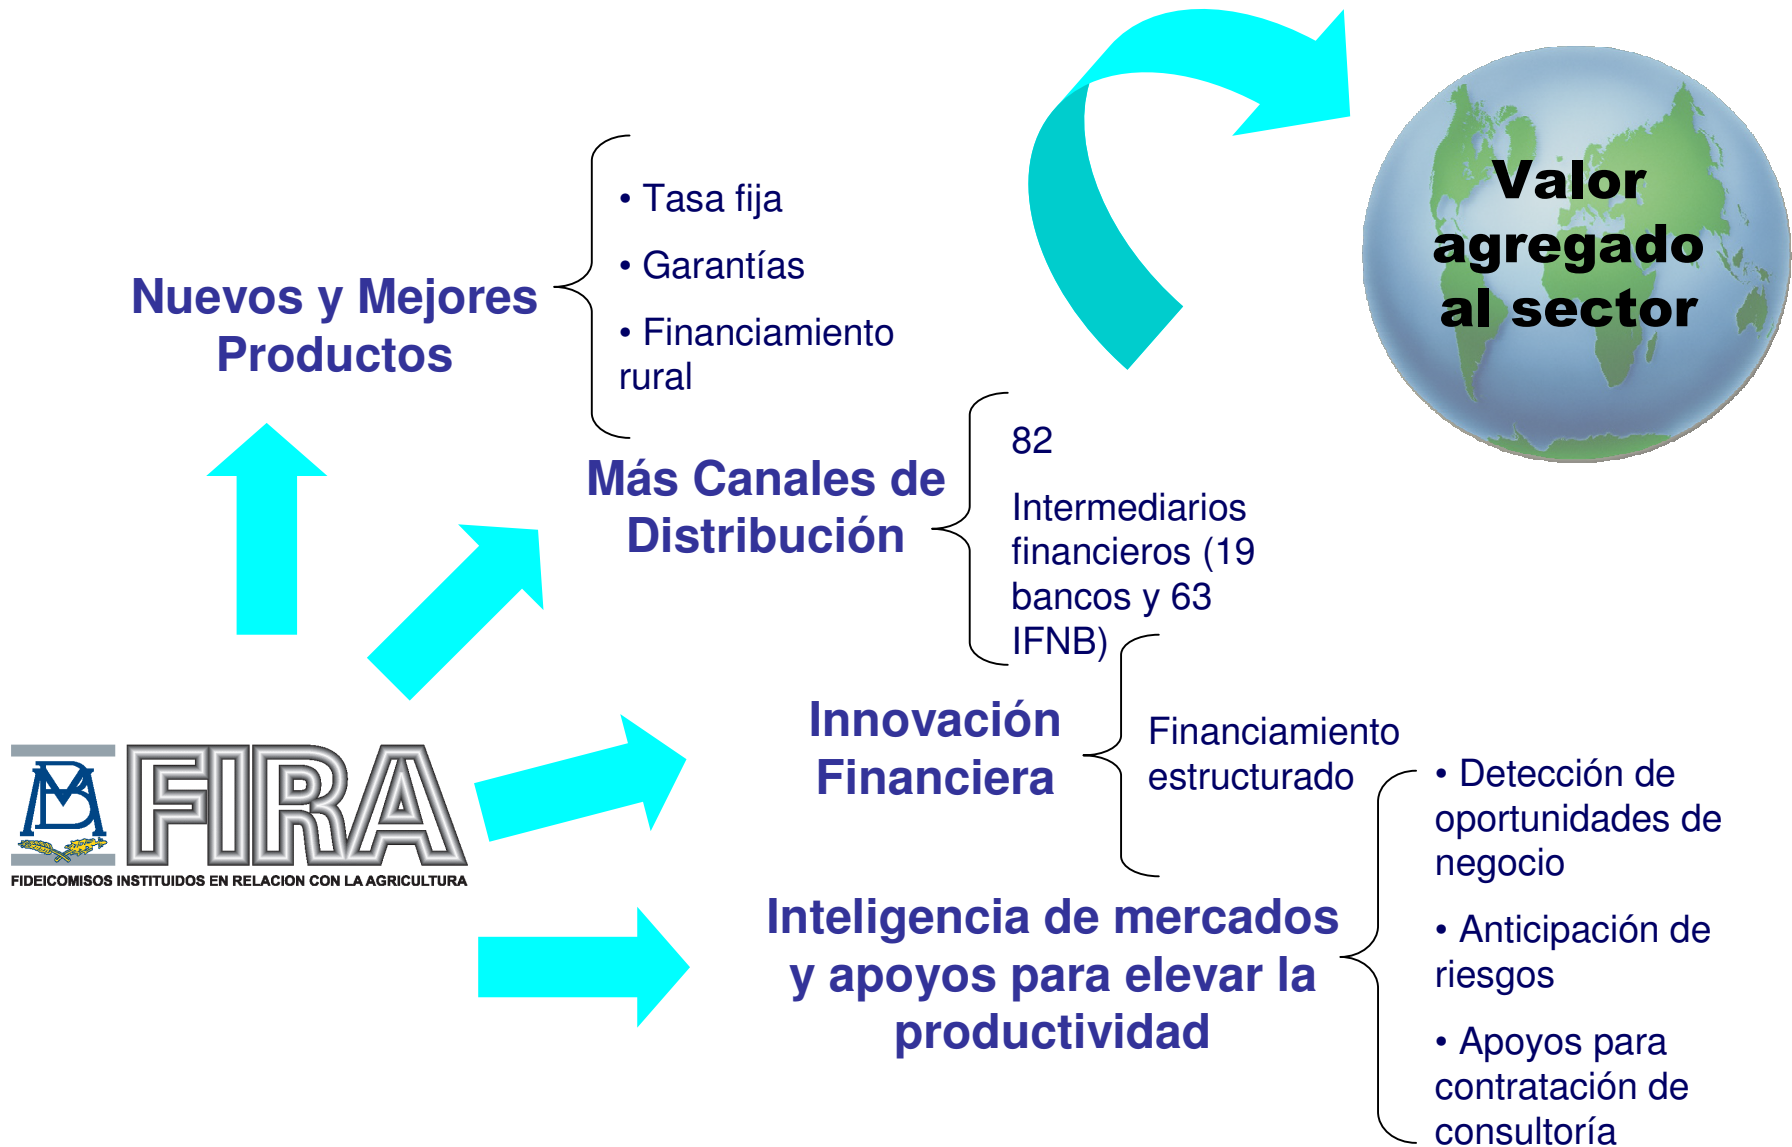 Valor
agregado
al sector
Nuevos y Mejores
Productos
• Tasa fija
• Garantías
• Financiamiento
rural
Más Canales de
Distribución
82
Intermediarios
financieros (19
bancos y 63
IFNB)
Innovación
Financiera
Financiamiento
estructurado
FIRA
FIDEICOMISOS INSTITUIDOS EN RELACION CON LA AGRICULTURA
Inteligencia de mercados
y apoyos para elevar la
productividad
• Detección de
oportunidades de
negocio
• Anticipación de
riesgos
• Apoyos para
contratación de
consultoría